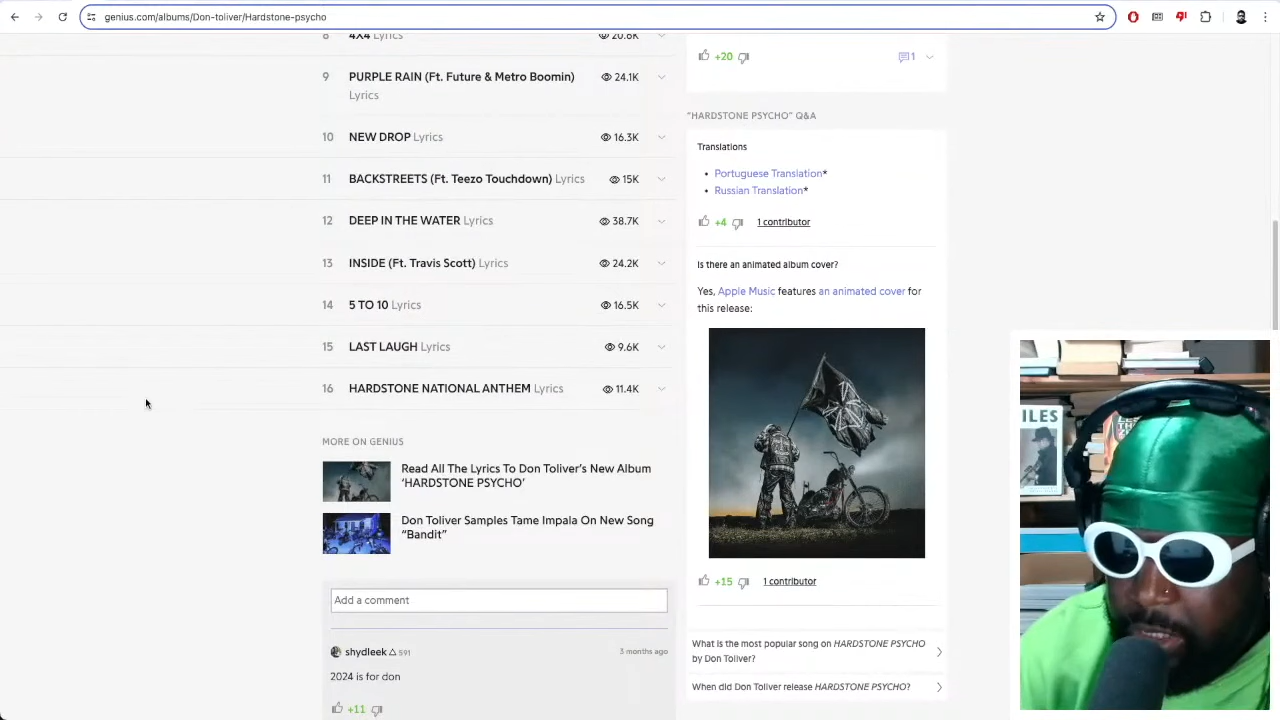 genius.com/albums/Don-toliver/Hardstone-psycho
8 4X4 Lyrics 20.6K
9 PURPLE RAIN (Ft. Future & Metro Boomin) 24.1K
Lyrics
10 NEW DROP Lyrics 16.3K
11 BACKSTREETS (Ft. Teezo Touchdown) Lyrics 15K
12 DEEP IN THE WATER Lyrics 38.7K
13 INSIDE (Ft. Travis Scott) Lyrics 24.2K
14 5 TO 10 Lyrics 16.5K
15 LAST LAUGH Lyrics 9.6K
16 HARDSTONE NATIONAL ANTHEM Lyrics 11.4K
MORE ON GENIUS
Read All The Lyrics To Don Toliver’s New Album
‘HARDSTONE PSYCHO’
Don Toliver Samples Tame Impala On New Song
“Bandit”
Add a comment
shydleek 591 3 months ago
2024 is for don
+11
+20 1
“HARDSTONE PSYCHO” Q&A
Translations
• Portuguese Translation*
• Russian Translation*
+4 1 contributor
Is there an animated album cover?
Yes, Apple Music features an animated cover for
this release:
+15 1 contributor
What is the most popular song on HARDSTONE PSYCHO
by Don Toliver?
When did Don Toliver release HARDSTONE PSYCHO?
ILES